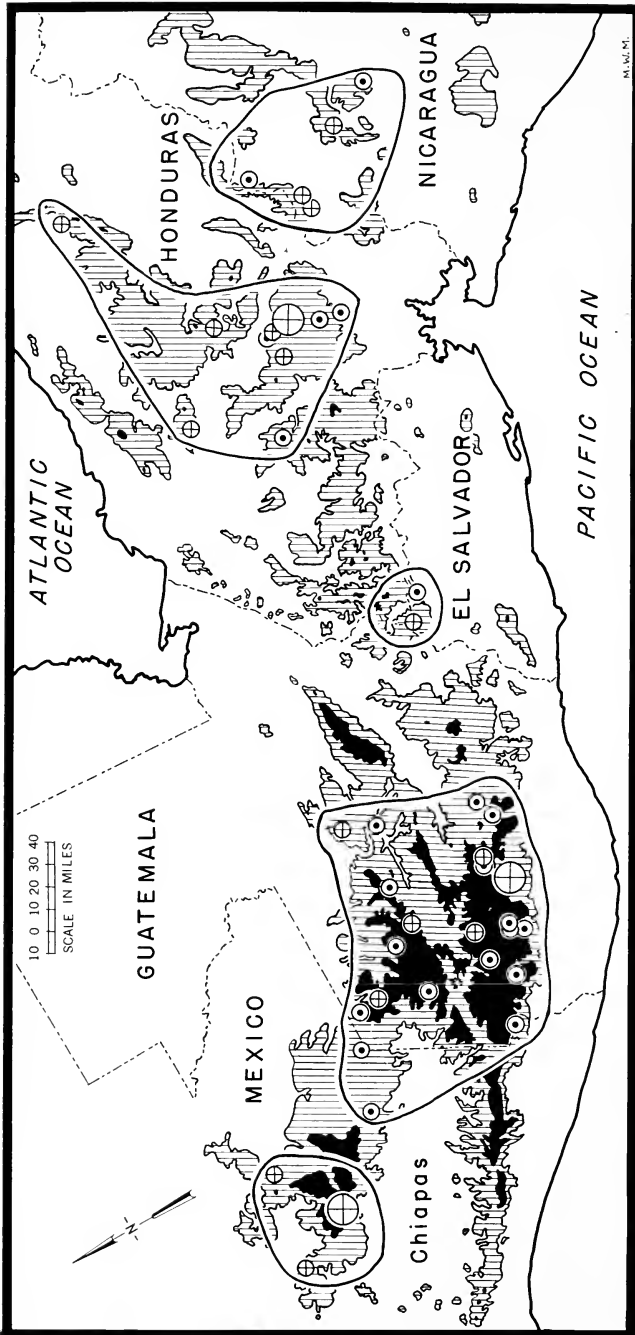 ATLANTIC
OCEAN
HONDURAS
NICARAGUA
GUATEMALA
10 0 10 20 30 40
SCALE IN MILES
MEXICO
EL SALVADOR
N
Chiapas
PACIFIC OCEAN
M.W.M.